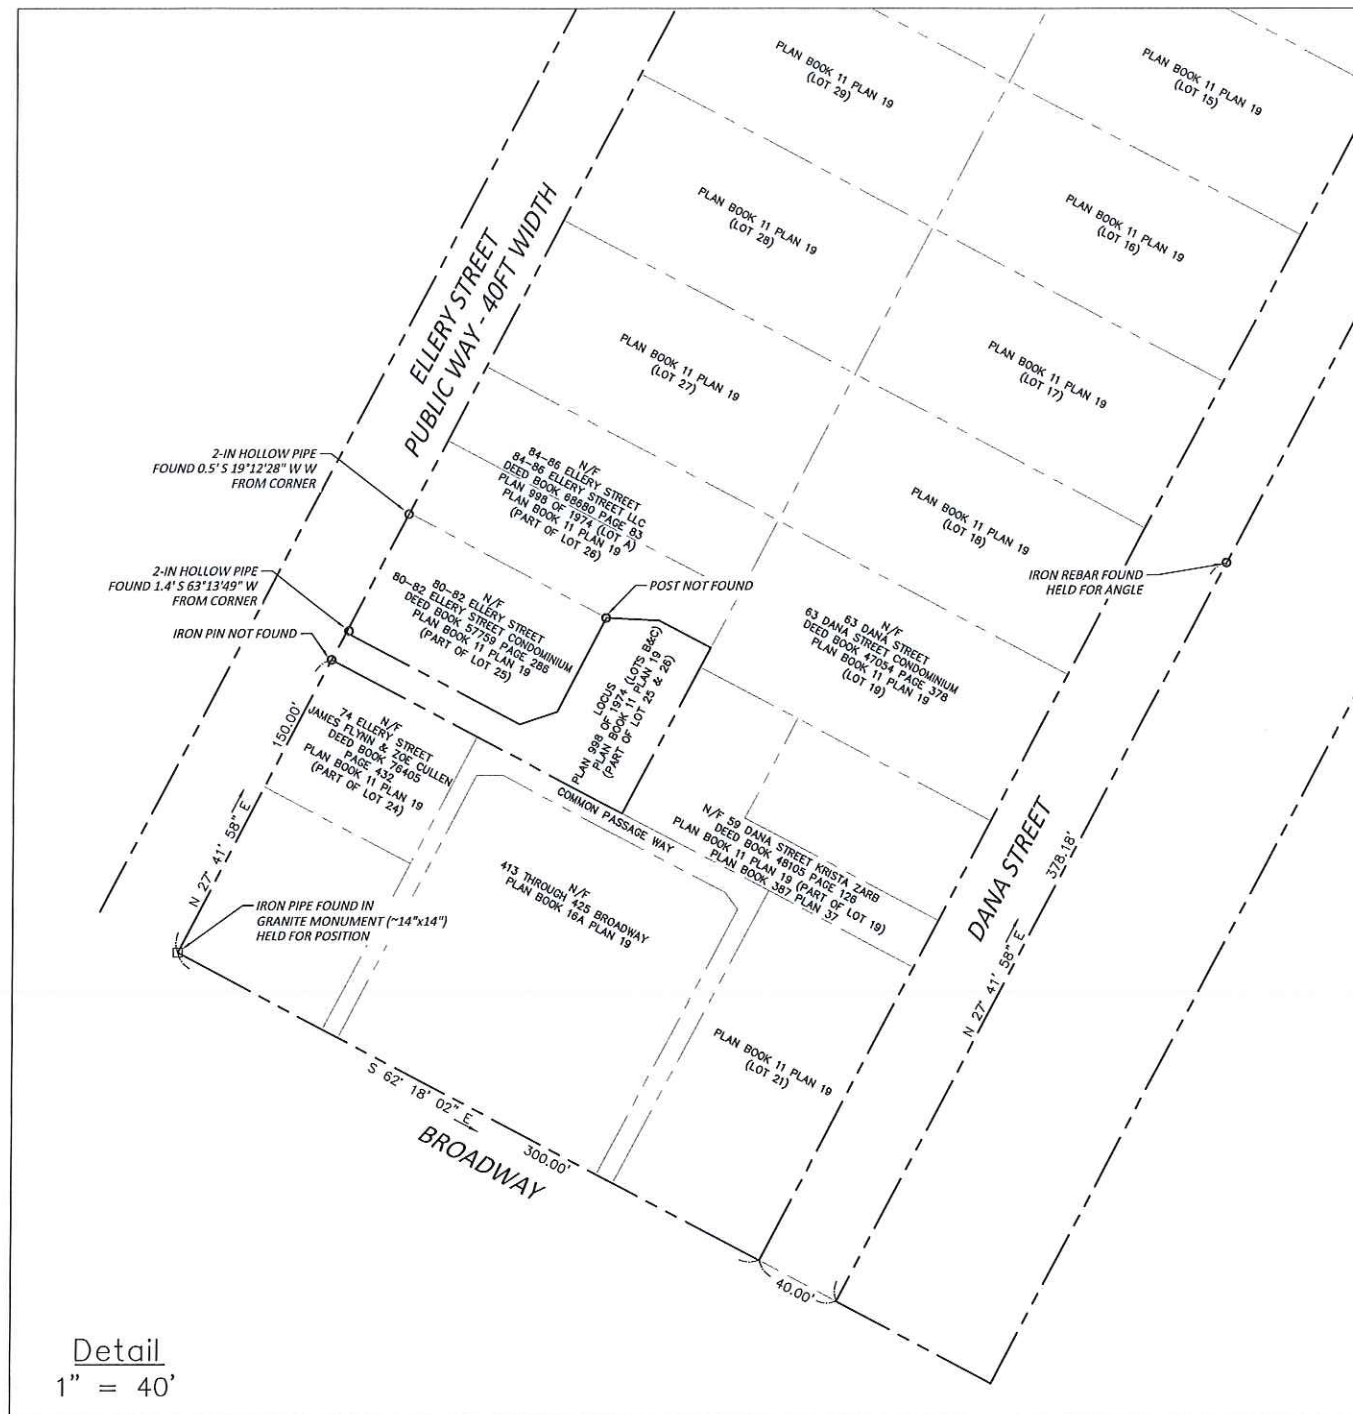 PLAN BOOK 11 PLAN 19
(LOT 29)
PLAN BOOK 11 PLAN 19
(LOT 15)
PLAN BOOK 11 PLAN 19
(LOT 28)
PLAN BOOK 11 PLAN 19
(LOT 16)
ELLERY STREET
PUBLIC WAY - 40FT WIDTH
PLAN BOOK 11 PLAN 19
(LOT 27)
PLAN BOOK 11 PLAN 19
(LOT 17)
2-IN HOLLOW PIPE
FOUND 0.5' S 19°12'28" W W
FROM CORNER
N/F
84-86 ELLERY STREET
84-86 ELLERY STREET LLC
DEED BOOK 68680 PAGE 83
PLAN 998 OF 1974 (LOT A)
PLAN BOOK 11 PLAN 19
(PART OF LOT 26)
PLAN BOOK 11 PLAN 19
(LOT 18)
2-IN HOLLOW PIPE
FOUND 1.4' S 63°13'49" W
FROM CORNER
IRON PIN NOT FOUND
N/F
80-82 ELLERY STREET
80-82 ELLERY STREET CONDOMINIUM
DEED BOOK 57759 PAGE 286
PLAN BOOK 11 PLAN 19
(PART OF LOT 25)
POST NOT FOUND
IRON REBAR FOUND
HELD FOR ANGLE
N/F
63 DANA STREET
63 DANA STREET CONDOMINIUM
DEED BOOK 47054 PAGE 378
PLAN BOOK 11 PLAN 19
(LOT 19)
LOCUS
PLAN 998 OF 1974 (LOTS B&C)
PLAN BOOK 11 PLAN 19
(PART OF LOT 25 & 26)
150.00'
N 27° 41' 58" E
N/F
74 ELLERY STREET
JAMES FLYNN & ZOE CULLEN
DEED BOOK 76405
PAGE 432
PLAN BOOK 11 PLAN 19
(PART OF LOT 24)
COMMON PASSAGE WAY
N/F 59 DANA STREET KRISTA ZARB
DEED BOOK 48105 PAGE 126
PLAN BOOK 11 PLAN 19 (PART OF LOT 19)
PLAN BOOK 387 PLAN 37
DANA STREET
378.18'
N 27° 41' 58" E
N/F
413 THROUGH 425 BROADWAY
PLAN BOOK 16A PLAN 19
IRON PIPE FOUND IN
GRANITE MONUMENT (~14"x14")
HELD FOR POSITION
PLAN BOOK 11 PLAN 19
(LOT 21)
S 62° 18' 02" E
300.00'
BROADWAY
40.00'
Detail
1" = 40'